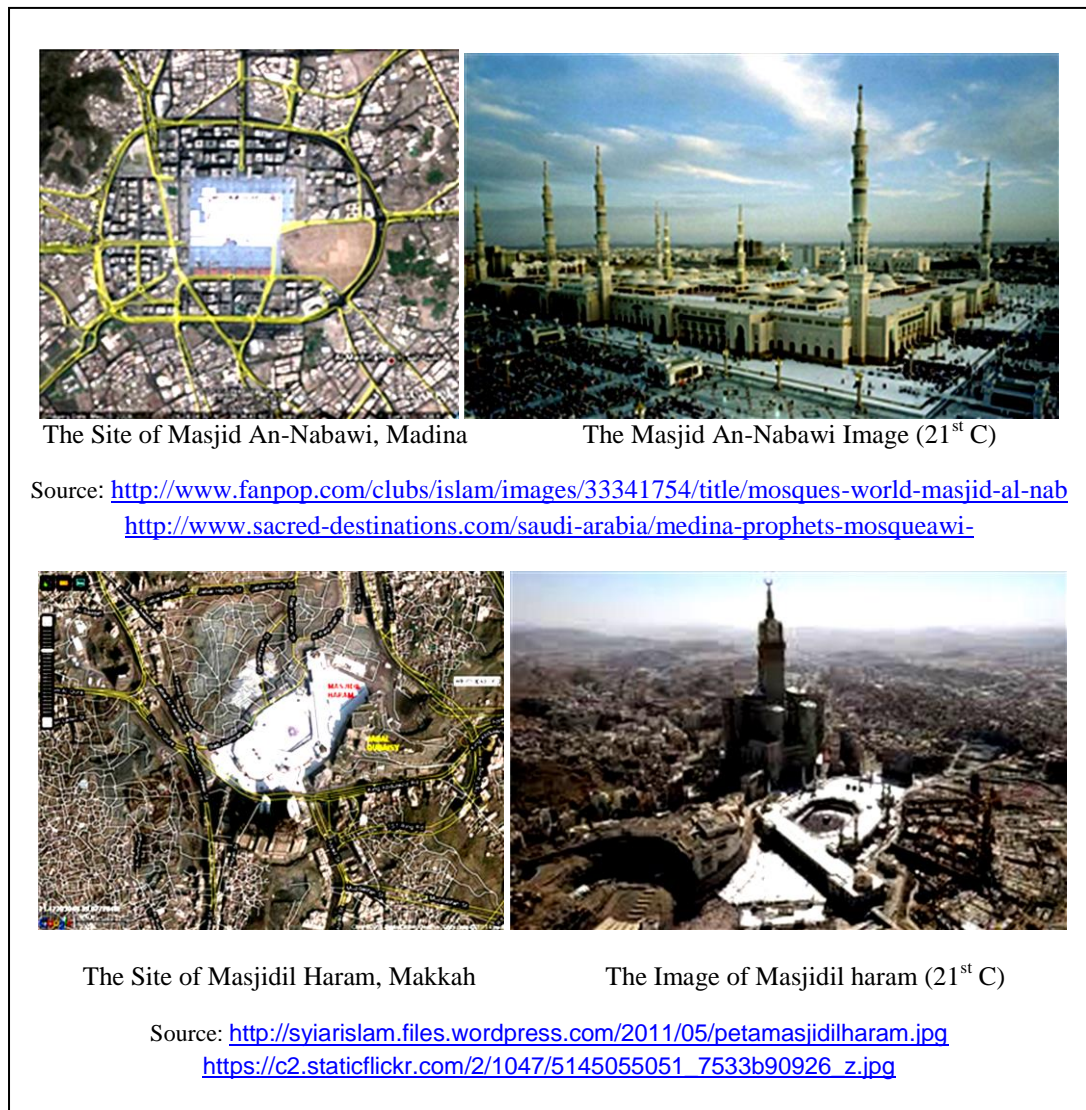 The Site of Masjid An-Nabawi, Madina The Masjid An-Nabawi Image (21st C)
Source: http://www.fanpop.com/clubs/islam/images/33341754/title/mosques-world-masjid-al-nab
http://www.sacred-destinations.com/saudi-arabia/medina-prophets-mosqueawi-
MASJIDIL
HARAM
JABAL
QUBAISY
The Site of Masjidil Haram, Makkah The Image of Masjidil haram (21st C)
Source: http://syiarislam.files.wordpress.com/2011/05/petamasjidilharam.jpg
https://c2.staticflickr.com/2/1047/5145055051_7533b90926_z.jpg